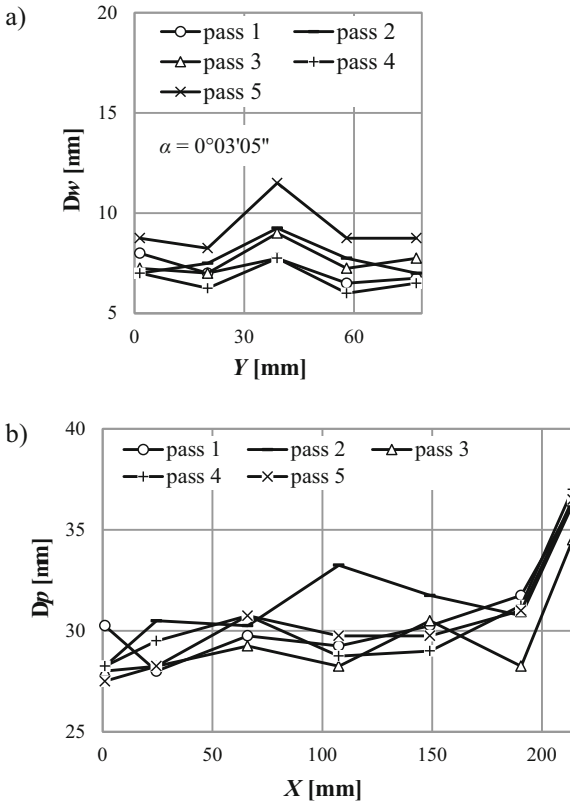 a)
pass 1 pass 2
pass 3 pass 4
pass 5
α = 0°03'05"
20
15
10
5
Dw [mm]
0 30 60
Y [mm]
b)
pass 1 pass 2 pass 3
pass 4 pass 5
40
35
30
25
Dp [mm]
0 50 100 150 200
X [mm]